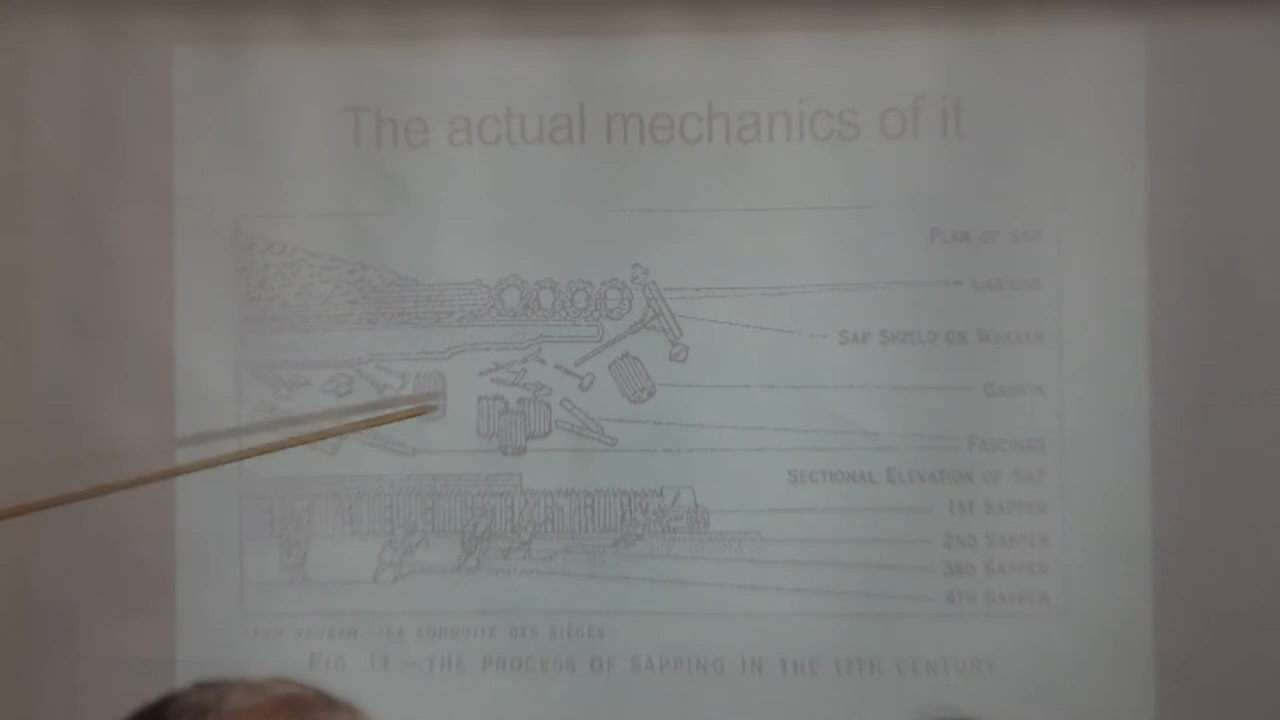 The actual mechanics of it
PLAN OF SAP
GABIONS
SAP SHIELD ON WHEELS
GABION
FASCINES
SECTIONAL ELEVATION OF SAP
1ST SAPPER
2ND SAPPER
3RD SAPPER
4TH SAPPER
VAUBAN, "LA CONDUITE DES SIEGES"
FIG. 13 — THE PROCESS OF SAPPING IN THE 17TH CENTURY